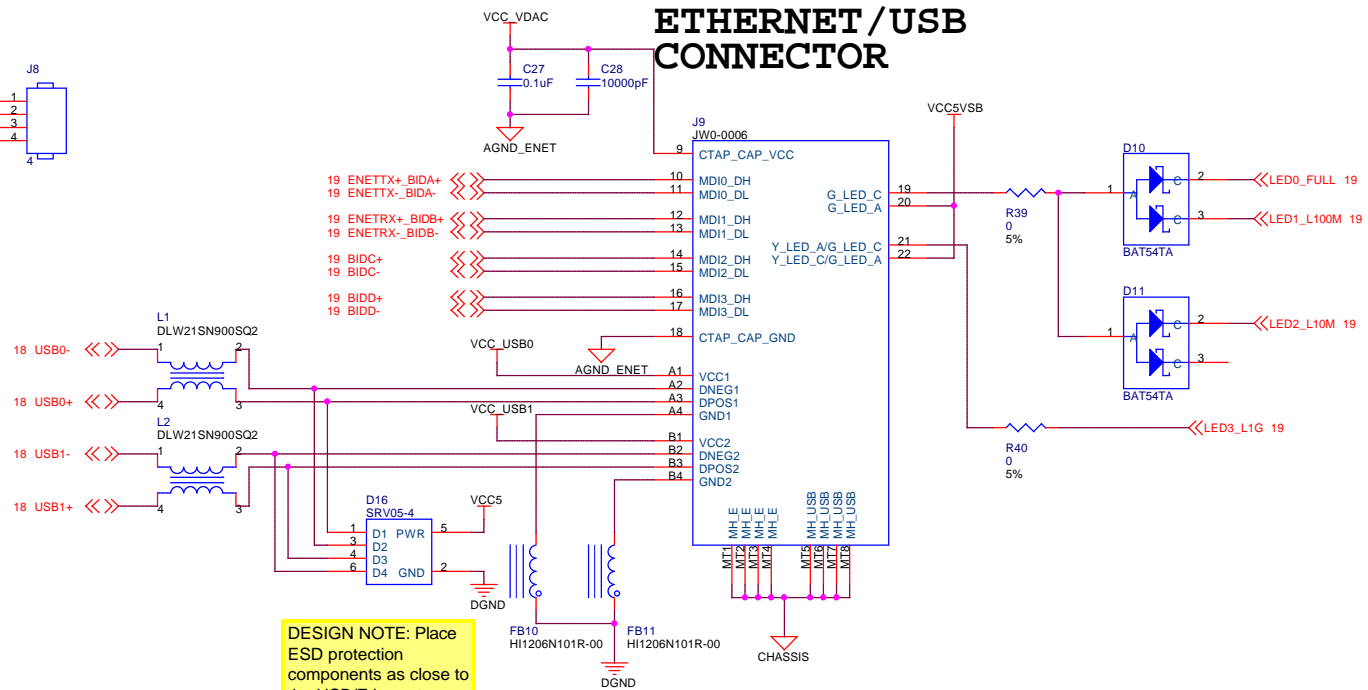 ETHERNET/USB
CONNECTOR
VCC_VDAC
C27
0.1uF
C28
10000pF
AGND_ENET
J8
1
2
3
4
4
J9
JW0-0006
9 CTAP_CAP_VCC
19 ENETTX+_BIDA+ 10 MDI0_DH
19 ENETTX-_BIDA- 11 MDI0_DL
19 ENETRX+_BIDB+ 12 MDI1_DH
19 ENETRX-_BIDB- 13 MDI1_DL
19 BIDC+ 14 MDI2_DH
19 BIDC- 15 MDI2_DL
19 BIDD+ 16 MDI3_DH
19 BIDD- 17 MDI3_DL
18 CTAP_CAP_GND
AGND_ENET
G_LED_C 19
G_LED_A 20
Y_LED_A/G_LED_C 21
Y_LED_C/G_LED_A 22
VCC5VSB
R39
0
5%
D10
1 A C 2 LED0_FULL 19
C 3 LED1_L100M 19
BAT54TA
D11
1 A C 2 LED2_L10M 19
C 3
BAT54TA
R40
0
5%
LED3_L1G 19
VCC_USB0
A1 VCC1
A2 DNEG1
A3 DPOS1
A4 GND1
VCC_USB1
B1 VCC2
B2 DNEG2
B3 DPOS2
B4 GND2
L1
DLW21SN900SQ2
18 USB0- 1 2
18 USB0+ 4 3
L2
DLW21SN900SQ2
18 USB1- 1 2
18 USB1+ 4 3
D16
SRV05-4
1 D1 PWR 5
3 D2
4 D3
6 D4 GND 2
VCC5
DGND
FB10
HI1206N101R-00
FB11
HI1206N101R-00
DGND
MH_E
MH_E
MH_E
MH_E
MH_USB
MH_USB
MH_USB
MH_USB
MT1
MT2
MT3
MT4
MT5
MT6
MT7
MT8
CHASSIS
DESIGN NOTE: Place
ESD protection
components as close to